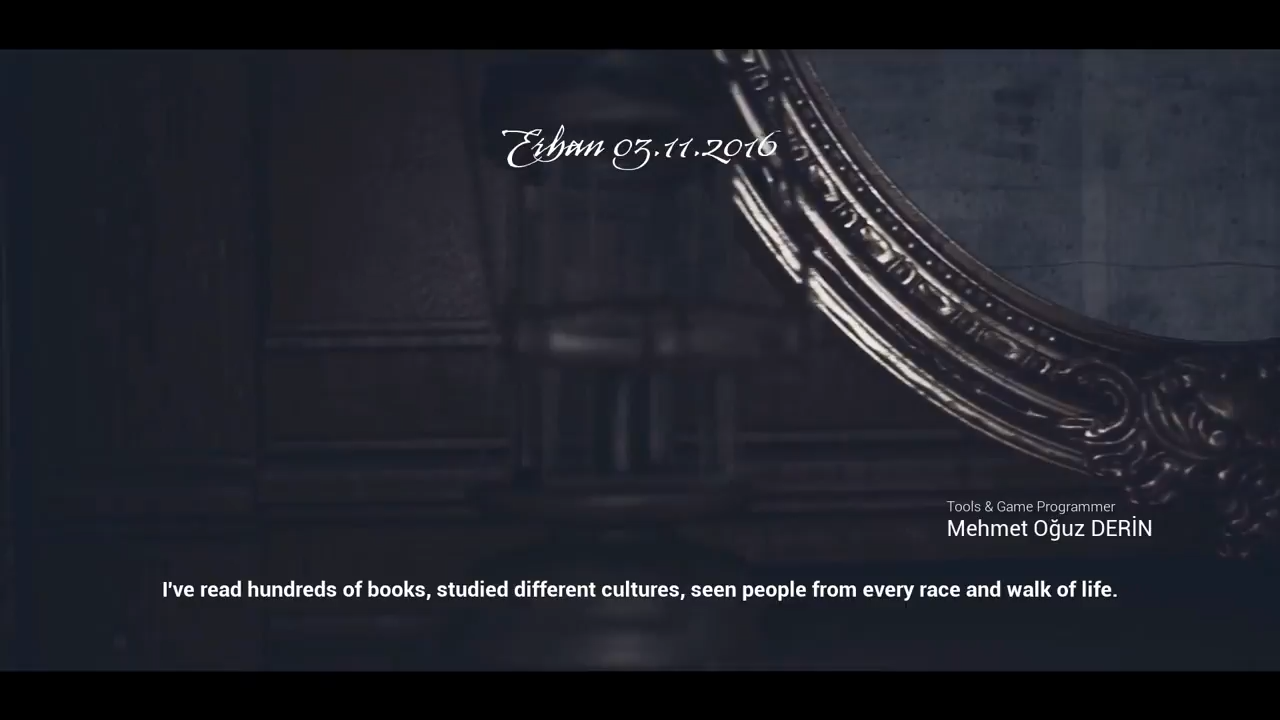 Erhan 03.11.2016
Tools & Game Programmer
Mehmet Oğuz DERİN
I've read hundreds of books, studied different cultures, seen people from every race and walk of life.